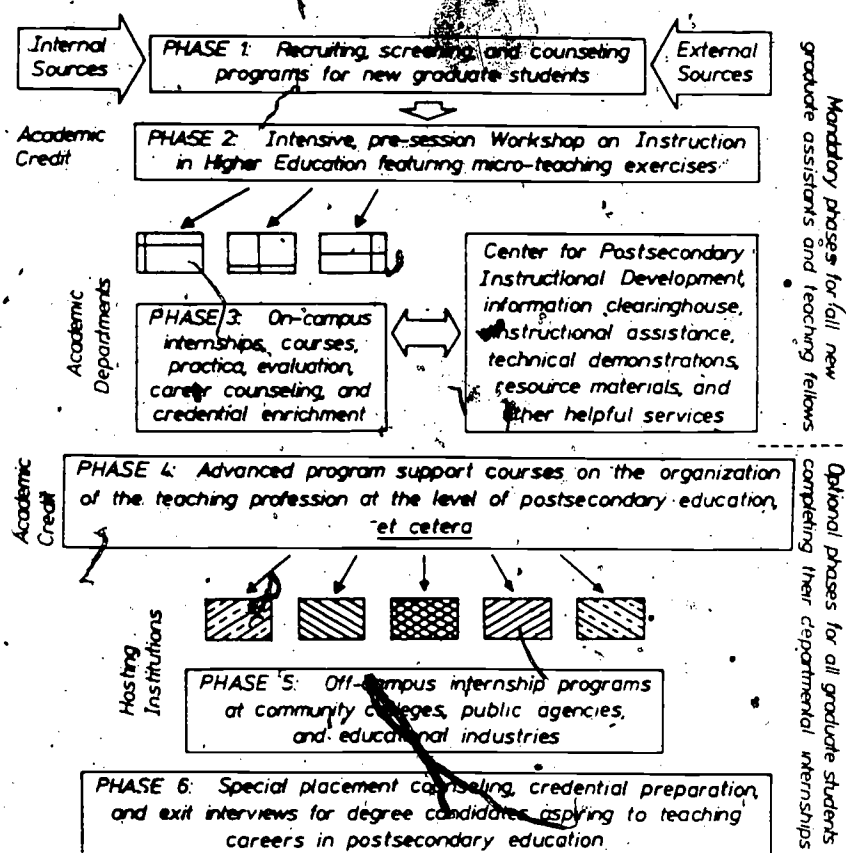 Internal
Sources
PHASE 1: Recruiting, screening, and counseling
programs for new graduate students
External
Sources
Academic
Credit
PHASE 2: Intensive, pre-session Workshop on Instruction
in Higher Education featuring micro-teaching exercises
Academic
Departments
PHASE 3: On-campus
internships, courses,
practica, evaluation,
career counseling, and
credential enrichment
Center for Postsecondary
Instructional Development,
information clearinghouse,
instructional assistance,
technical demonstrations,
resource materials, and
other helpful services
Mandatory phases for all new
graduate assistants and teaching fellows
Academic
Credit
PHASE 4: Advanced program support courses on the organization
of the teaching profession at the level of postsecondary education,
et cetera
Hosting
Institutions
PHASE 5: Off-campus internship programs
at community colleges, public agencies,
and educational industries
PHASE 6: Special placement counseling, credential preparation,
and exit interviews for degree candidates aspiring to teaching
careers in postsecondary education
Optional phases for all graduate students
completing their departmental internships